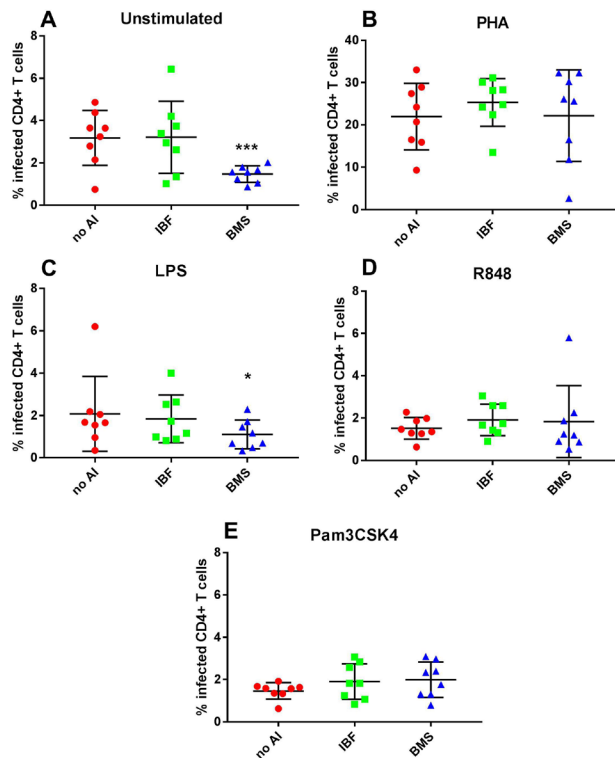 A
Unstimulated
% infected CD4+ T cells
8
6
4
2
0
***
no AI
IBF
BMS
B
PHA
% infected CD4+ T cells
40
30
20
10
0
no AI
IBF
BMS
C
LPS
% infected CD4+ T cells
8
6
4
2
0
*
no AI
IBF
BMS
D
R848
% infected CD4+ T cells
8
6
4
2
0
no AI
IBF
BMS
E
Pam3CSK4
% infected CD4+ T cells
8
6
4
2
0
no AI
IBF
BMS